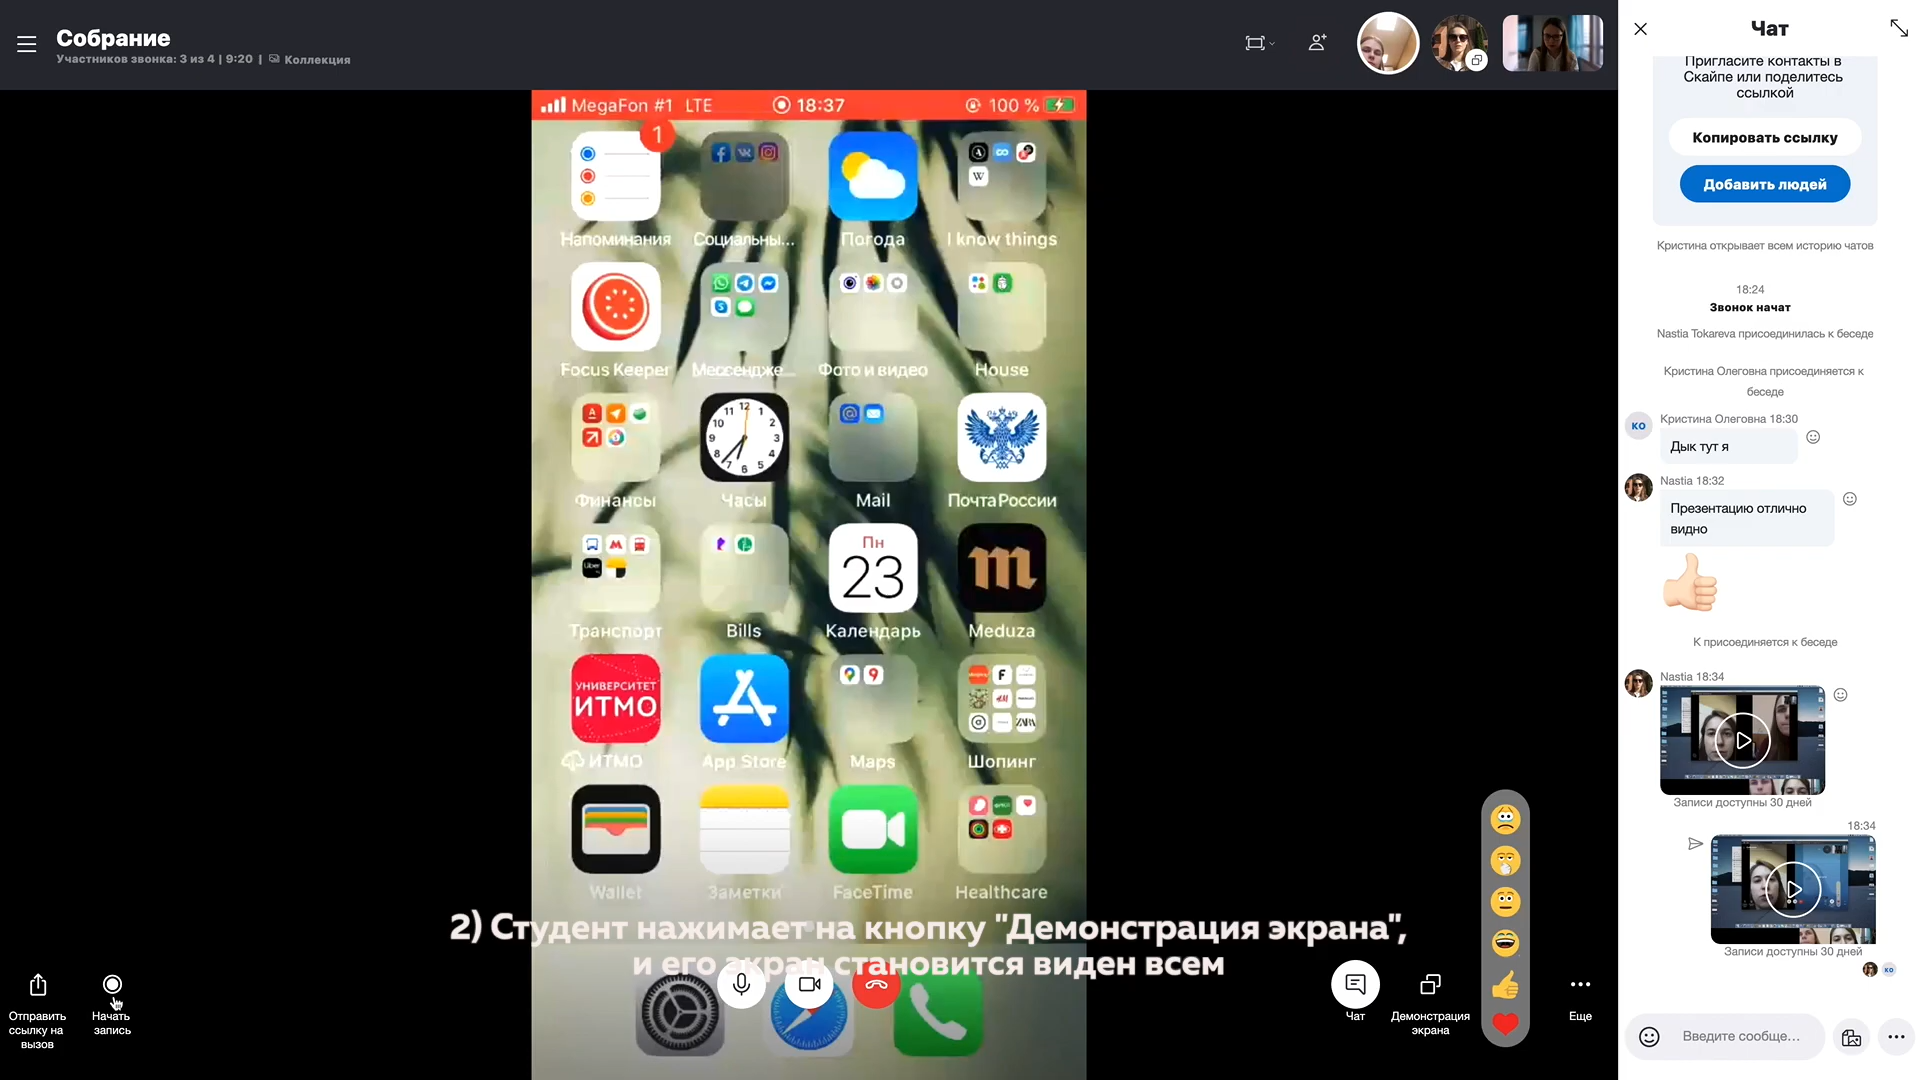 Собрание
Участников звонка: 3 из 4 | 9:20 | Коллекция
MegaFon #1 LTE
18:37
100 %
1
Напоминания
Социальны...
Погода
I know things
Focus Keeper
Мессендже...
Фото и видео
House
Финансы
Часы
Mail
Почта России
Uber
Пн
23
m
Транспорт
Bills
Календарь
Meduza
УНИВЕРСИТЕТ
ИТМО
ИТМО
App Store
Maps
Шопинг
Wallet
Заметки
FaceTime
Healthcare
2) Студент нажимает на кнопку "Демонстрация экрана",
и его экран становится виден всем
Отправить
ссылку на
вызов
Начать
запись
Чат
Демонстрация
экрана
Еще
Чат
Пригласите контакты в
Скайпе или поделитесь
ссылкой
Копировать ссылку
Добавить людей
Кристина открывает всем историю чатов
18:24
Звонок начат
Nastia Tokareva присоединилась к беседе
Кристина Олеговна присоединяется к
беседе
КО
Кристина Олеговна 18:30
Дык тут я
Nastia 18:32
Презентацию отлично
видно
К присоединяется к беседе
Nastia 18:34
Записи доступны 30 дней
18:34
Записи доступны 30 дней
КО
Введите сообще...